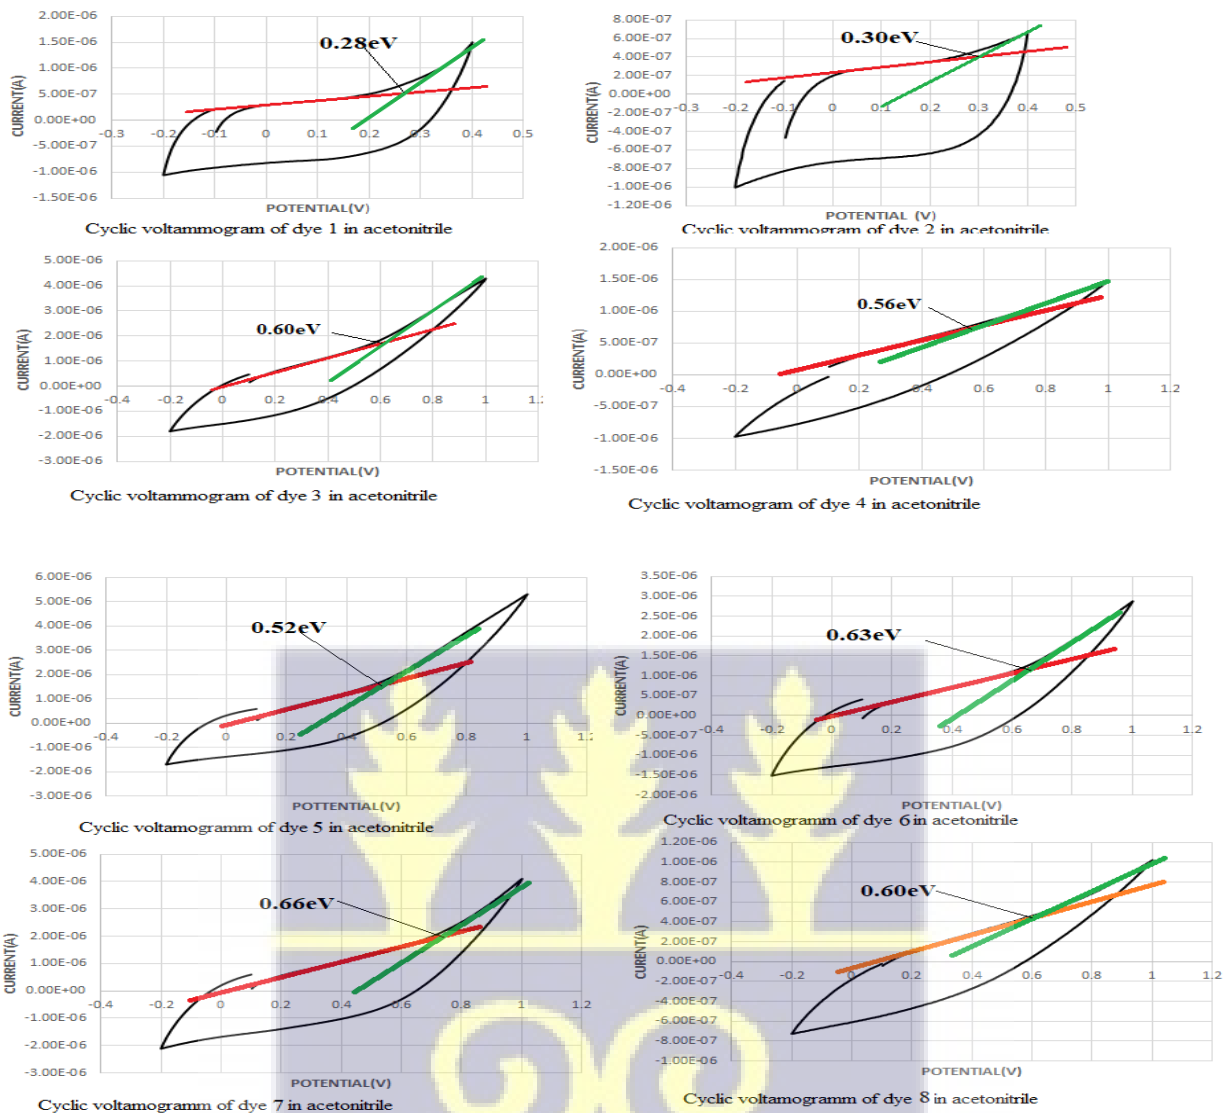 2.00E-06
1.50E-06
1.00E-06
5.00E-07
0.00E+00
-5.00E-07
-1.00E-06
-1.50E-06
-0.3 -0.2 -0.1 0 0.1 0.2 0.3 0.4 0.5
CURRENT(A)
0.28eV
POTENTIAL(V)
Cyclic voltammogram of dye 1 in acetonitrile
8.00E-07
6.00E-07
4.00E-07
2.00E-07
0.00E+00
-2.00E-07
-4.00E-07
-6.00E-07
-8.00E-07
-1.00E-06
-1.20E-06
-0.3 -0.2 -0.1 0 0.1 0.2 0.3 0.4 0.5
CURRENT(A)
0.30eV
POTENTIAL (V)
Cyclic voltammogram of dye 2 in acetonitrile
5.00E-06
4.00E-06
3.00E-06
2.00E-06
1.00E-06
0.00E+00
-1.00E-06
-2.00E-06
-3.00E-06
-0.4 -0.2 0 0.2 0.4 0.6 0.8 1 1.2
CURRENT(A)
0.60eV
POTENTIAL(V)
Cyclic voltammogram of dye 3 in acetonitrile
2.00E-06
1.50E-06
1.00E-06
5.00E-07
0.00E+00
-5.00E-07
-1.00E-06
-1.50E-06
-0.4 -0.2 0 0.2 0.4 0.6 0.8 1 1.2
CURRENT(A)
0.56eV
POTENTIAL(V)
Cyclic voltamogram of dye 4 in acetonitrile
6.00E-06
5.00E-06
4.00E-06
3.00E-06
2.00E-06
1.00E-06
0.00E+00
-1.00E-06
-2.00E-06
-3.00E-06
-0.4 -0.2 0 0.2 0.4 0.6 0.8 1 1.2
CURRENT(A)
0.52eV
POTTENTIAL(V)
Cyclic voltamogramm of dye 5 in acetonitrile
3.50E-06
3.00E-06
2.50E-06
2.00E-06
1.50E-06
1.00E-06
5.00E-07
0.00E+00
-5.00E-07
-1.00E-06
-1.50E-06
-2.00E-06
-0.4 -0.2 0 0.2 0.4 0.6 0.8 1 1.2
CURRENT(A)
0.63eV
POTENTIAL(V)
Cyclic voltamogramm of dye 6 in acetonitrile
5.00E-06
4.00E-06
3.00E-06
2.00E-06
1.00E-06
0.00E+00
-1.00E-06
-2.00E-06
-3.00E-06
-0.4 -0.2 0 0.2 0.4 0.6 0.8 1 1.2
CURRENT(A)
0.66eV
POTENTIAL(V)
Cyclic voltamogramm of dye 7 in acetonitrile
1.20E-06
1.00E-06
8.00E-07
6.00E-07
4.00E-07
2.00E-07
0.00E+00
-2.00E-07
-4.00E-07
-6.00E-07
-8.00E-07
-1.00E-06
-0.4 -0.2 0 0.2 0.4 0.6 0.8 1 1.2
CURENT(A)
0.60eV
POTENTIAL(V)
Cyclic voltamogramm of dye 8 in acetonitrile